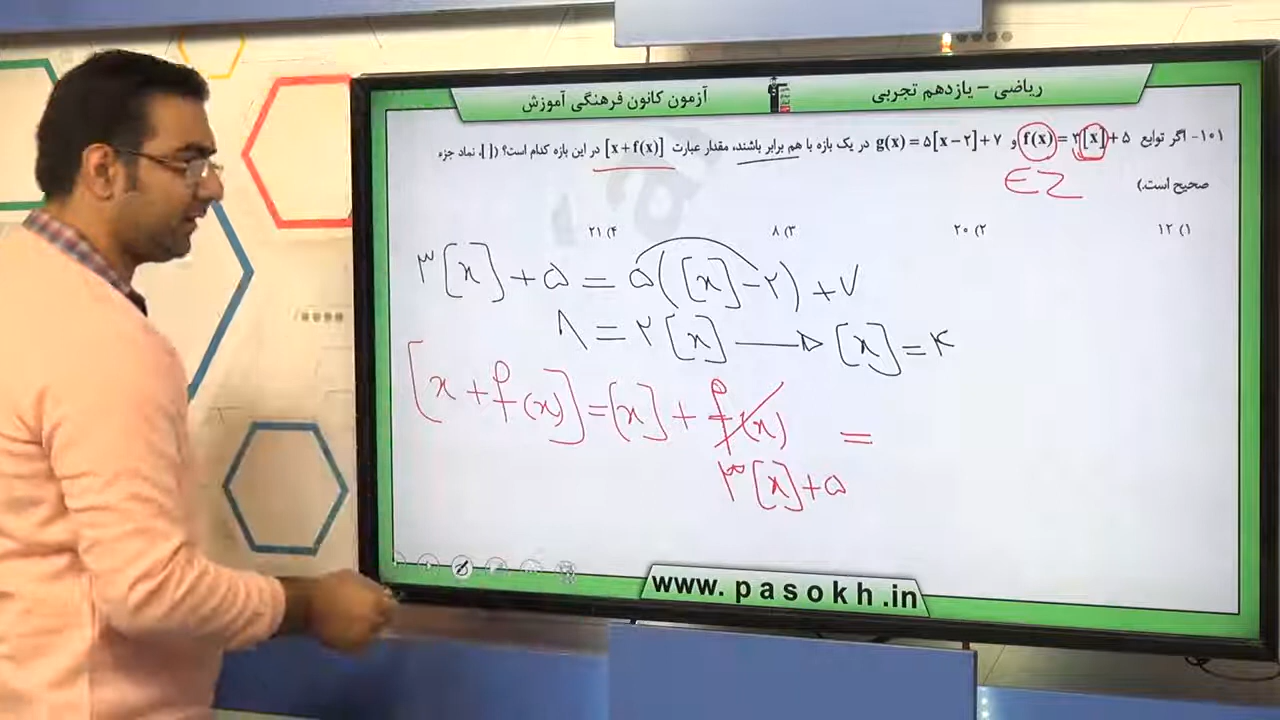 ریاضی – یازدهم تجربی
آزمون کانون فرهنگی آموزش
۱۰۱- اگر توابع f(x) = ۳[x] + ۵ و g(x) = ۵[x – ۲] + ۷ در یک بازه با هم برابر باشند، مقدار عبارت [x + f(x)] در این بازه کدام است؟ ([ ]، نماد جزء
صحیح است.)
∈ Z
۱) ۱۲
۲) ۲۰
۳) ۸
۴) ۲۱
۳[x] + ۵ = ۵([x] – ۲) + ۷
۸ = ۲[x] → [x] = ۴
[x + f(x)] = [x] + f(x) =
۳[x] + ۵
www. pasokh .in